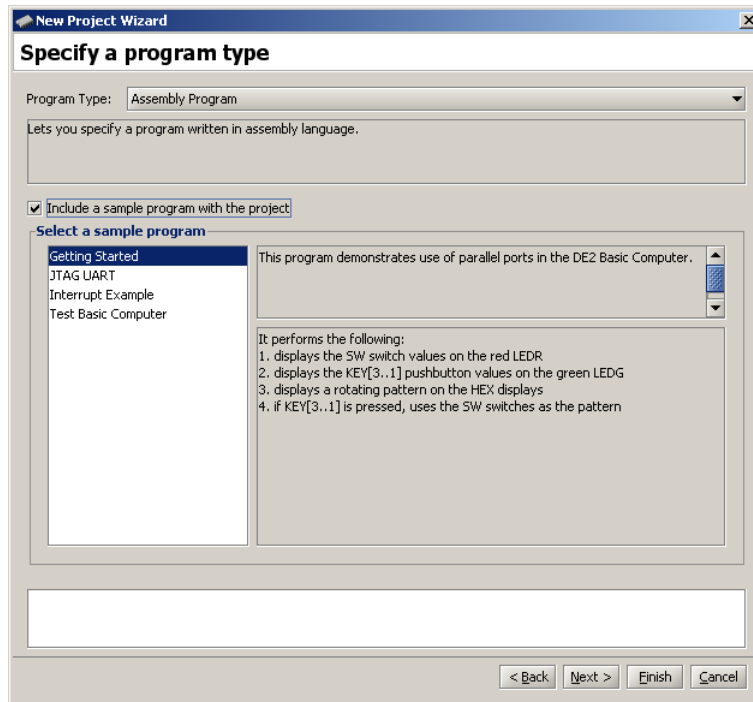 New Project Wizard
Specify a program type
Program Type: Assembly Program
Lets you specify a program written in assembly language.
Include a sample program with the project
Select a sample program
Getting Started
JTAG UART
Interrupt Example
Test Basic Computer
This program demonstrates use of parallel ports in the DE2 Basic Computer.
It performs the following:
1. displays the SW switch values on the red LEDR
2. displays the KEY[3..1] pushbutton values on the green LEDG
3. displays a rotating pattern on the HEX displays
4. if KEY[3..1] is pressed, uses the SW switches as the pattern
< Back Next > Finish Cancel